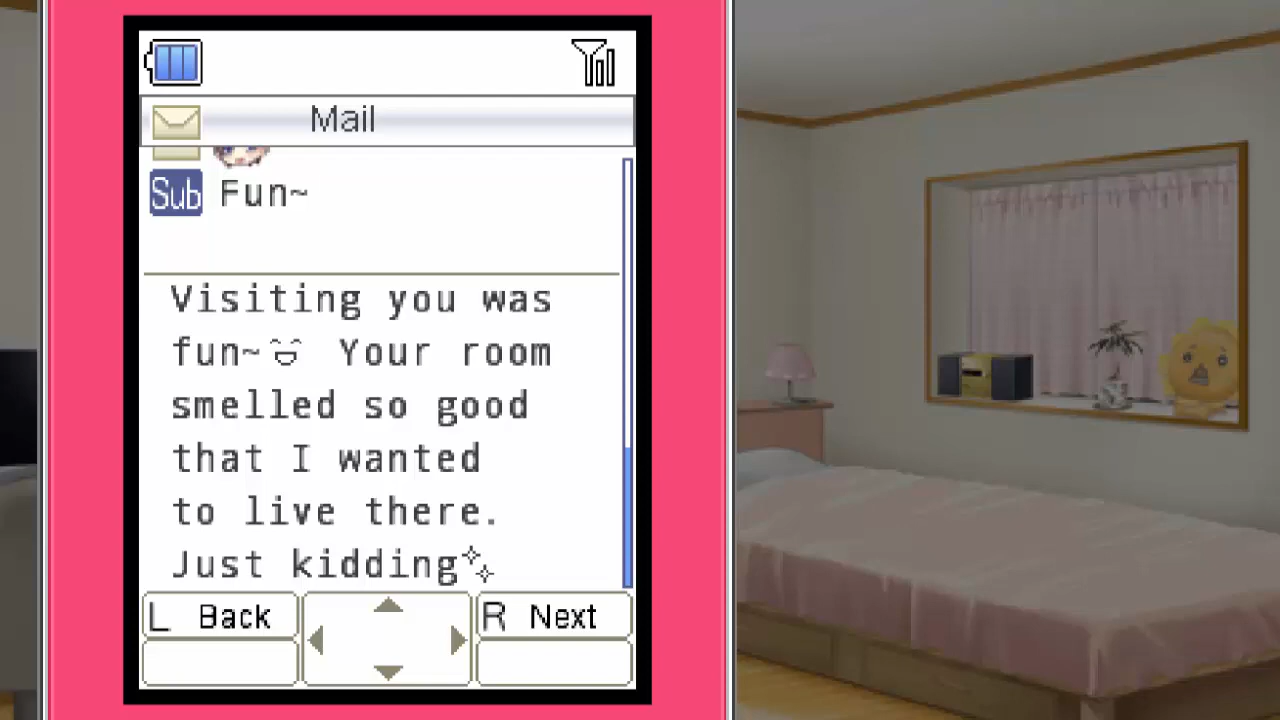 Mail
Sub Fun~
Visiting you was
fun~ Your room
smelled so good
that I wanted
to live there.
Just kidding
L Back
R Next